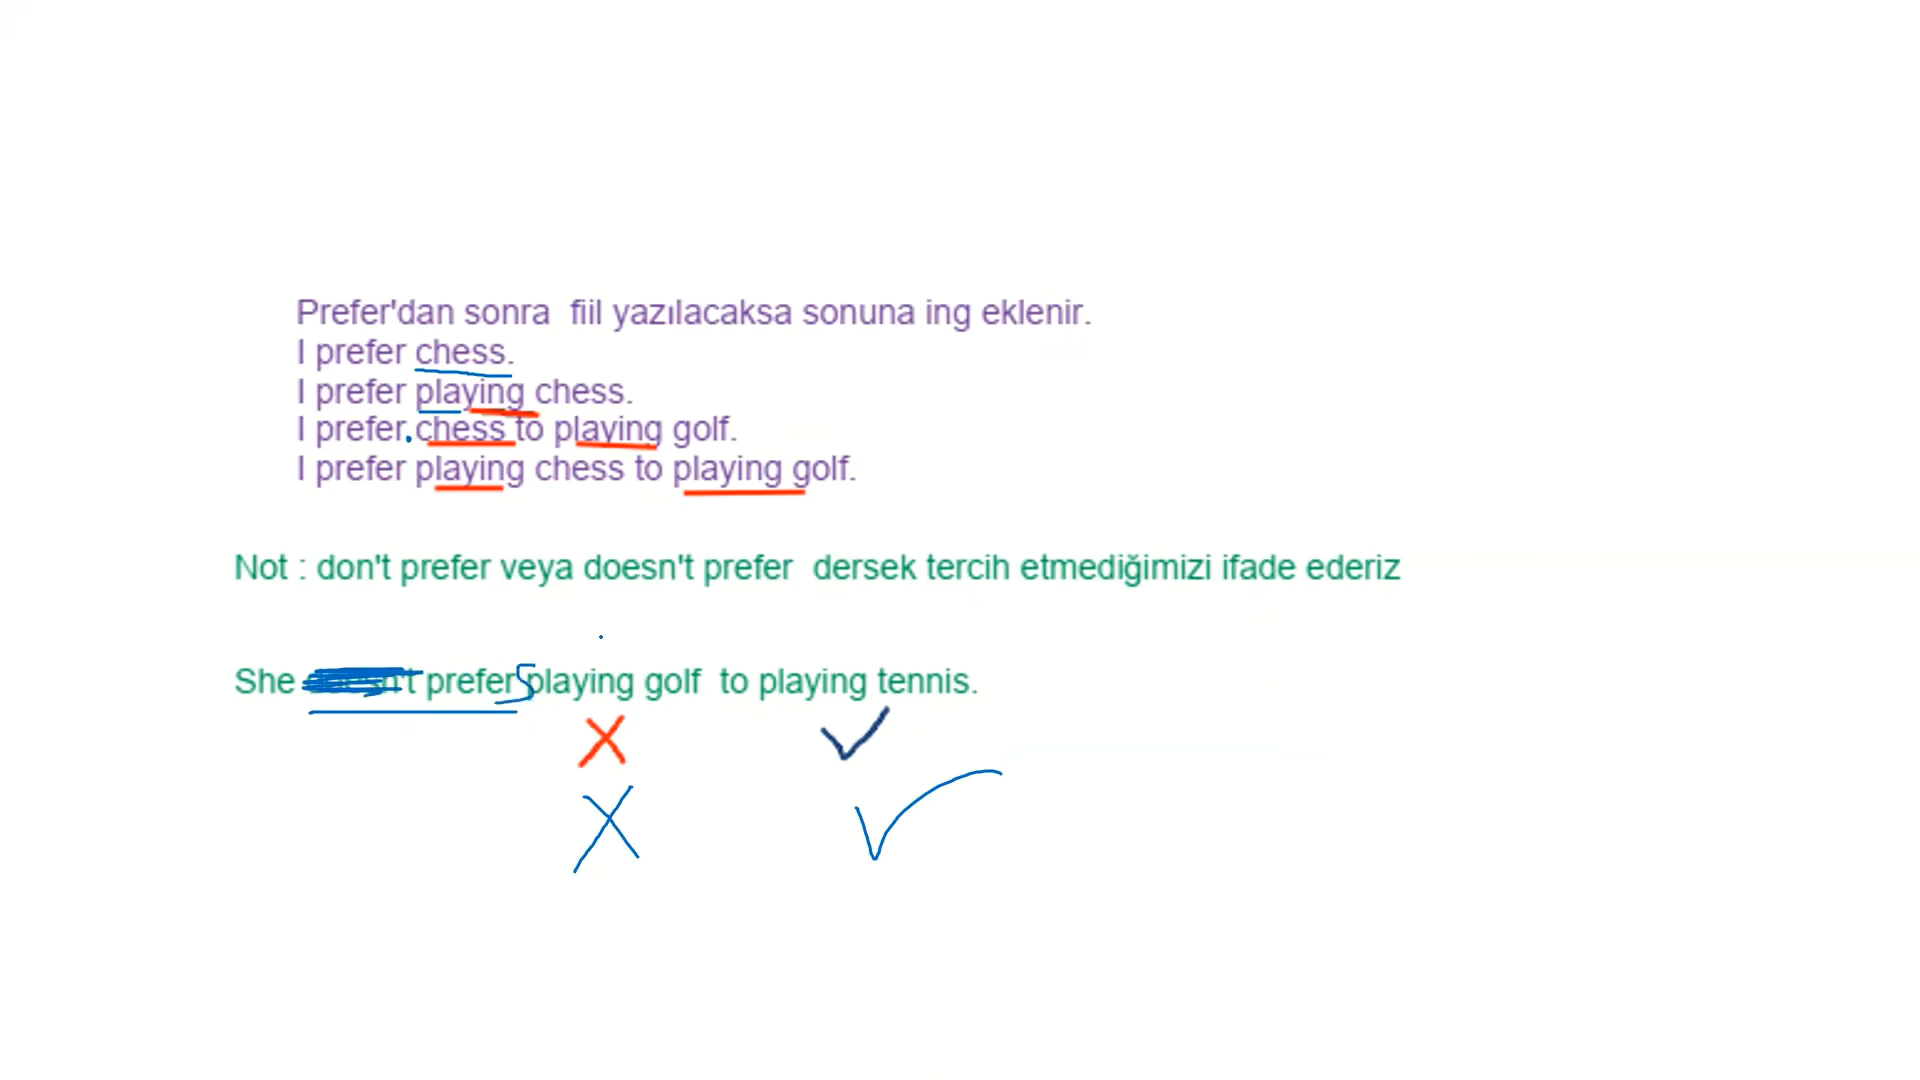 Prefer'dan sonra fiil yazılacaksa sonuna ing eklenir.
I prefer chess.
I prefer playing chess.
I prefer chess to playing golf.
I prefer playing chess to playing golf.
Not : don't prefer veya doesn't prefer dersek tercih etmediğimizi ifade ederiz
She prefers playing golf to playing tennis.